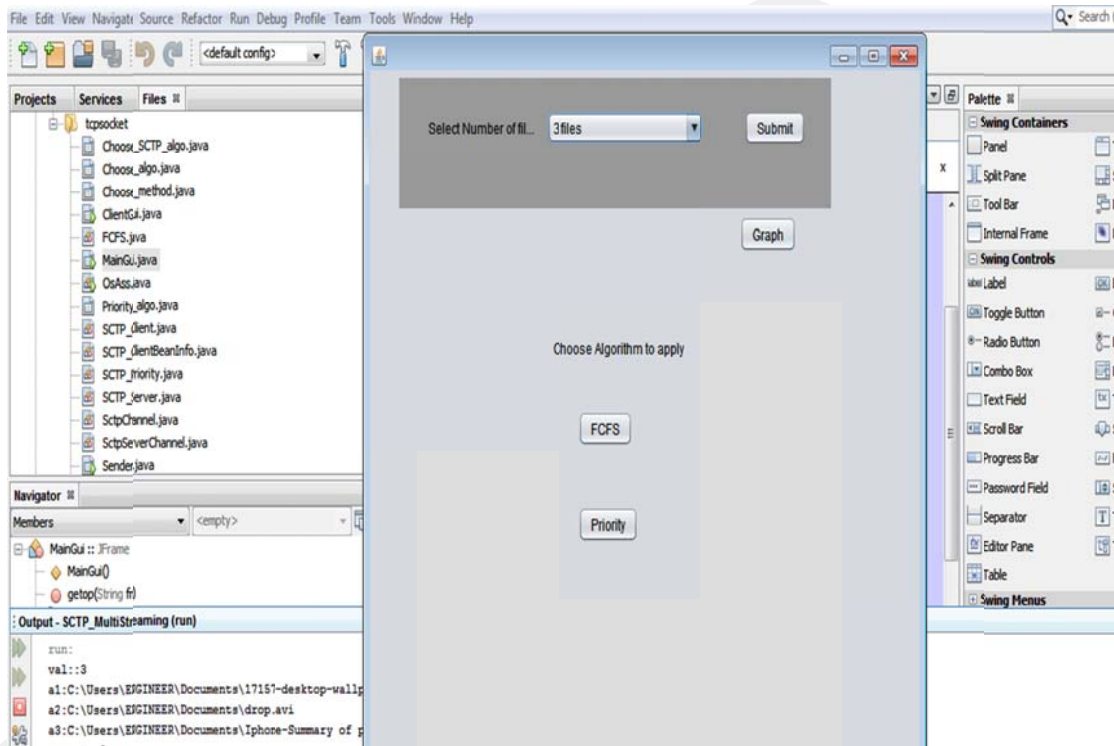 File Edit View Navigate Source Refactor Run Debug Profile Team Tools Window Help
Search
<default config>
Projects Services Files
tcpsocket
Choose_SCTP_algo.java
Choose_algo.java
Choose_method.java
ClientGui.java
FCFS.java
MainGui.java
OsAss.java
Priority_algo.java
SCTP_Client.java
SCTP_ClientBeanInfo.java
SCTP_Priority.java
SCTP_Server.java
SctpChannel.java
SctpSeverChannel.java
Sender.java
Navigator
Members
<empty>
MainGui :: JFrame
MainGui()
getop(String fr)
Output - SCTP_MultiStreaming (run)
run:
val::3
a1:C:\Users\ENGINEER\Documents\17157-desktop-wallp
a2:C:\Users\ENGINEER\Documents\drop.avi
a3:C:\Users\ENGINEER\Documents\Iphone-Summary of p
Select Number of fil...
3files
Submit
Graph
Choose Algorithm to apply
FCFS
Priority
x
Palette
Swing Containers
Panel
Split Pane
Tool Bar
Internal Frame
Swing Controls
Label
Toggle Button
Radio Button
Combo Box
Text Field
Scroll Bar
Progress Bar
Password Field
Separator
Editor Pane
Table
Swing Menus